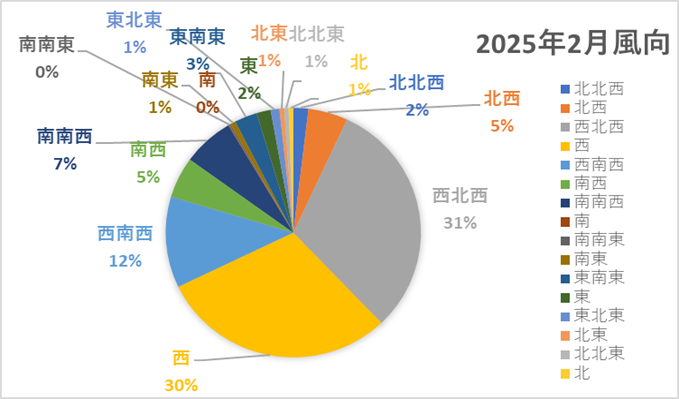 2025年2月風向
北北西
2%
北西
5%
西北西
31%
西
30%
西南西
12%
南西
5%
南南西
7%
南
0%
南南東
0%
南東
1%
東南東
3%
東
2%
東北東
1%
北東
1%
北北東
1%
北
1%
北北西
北西
西北西
西
西南西
南西
南南西
南
南南東
南東
東南東
東
東北東
北東
北北東
北